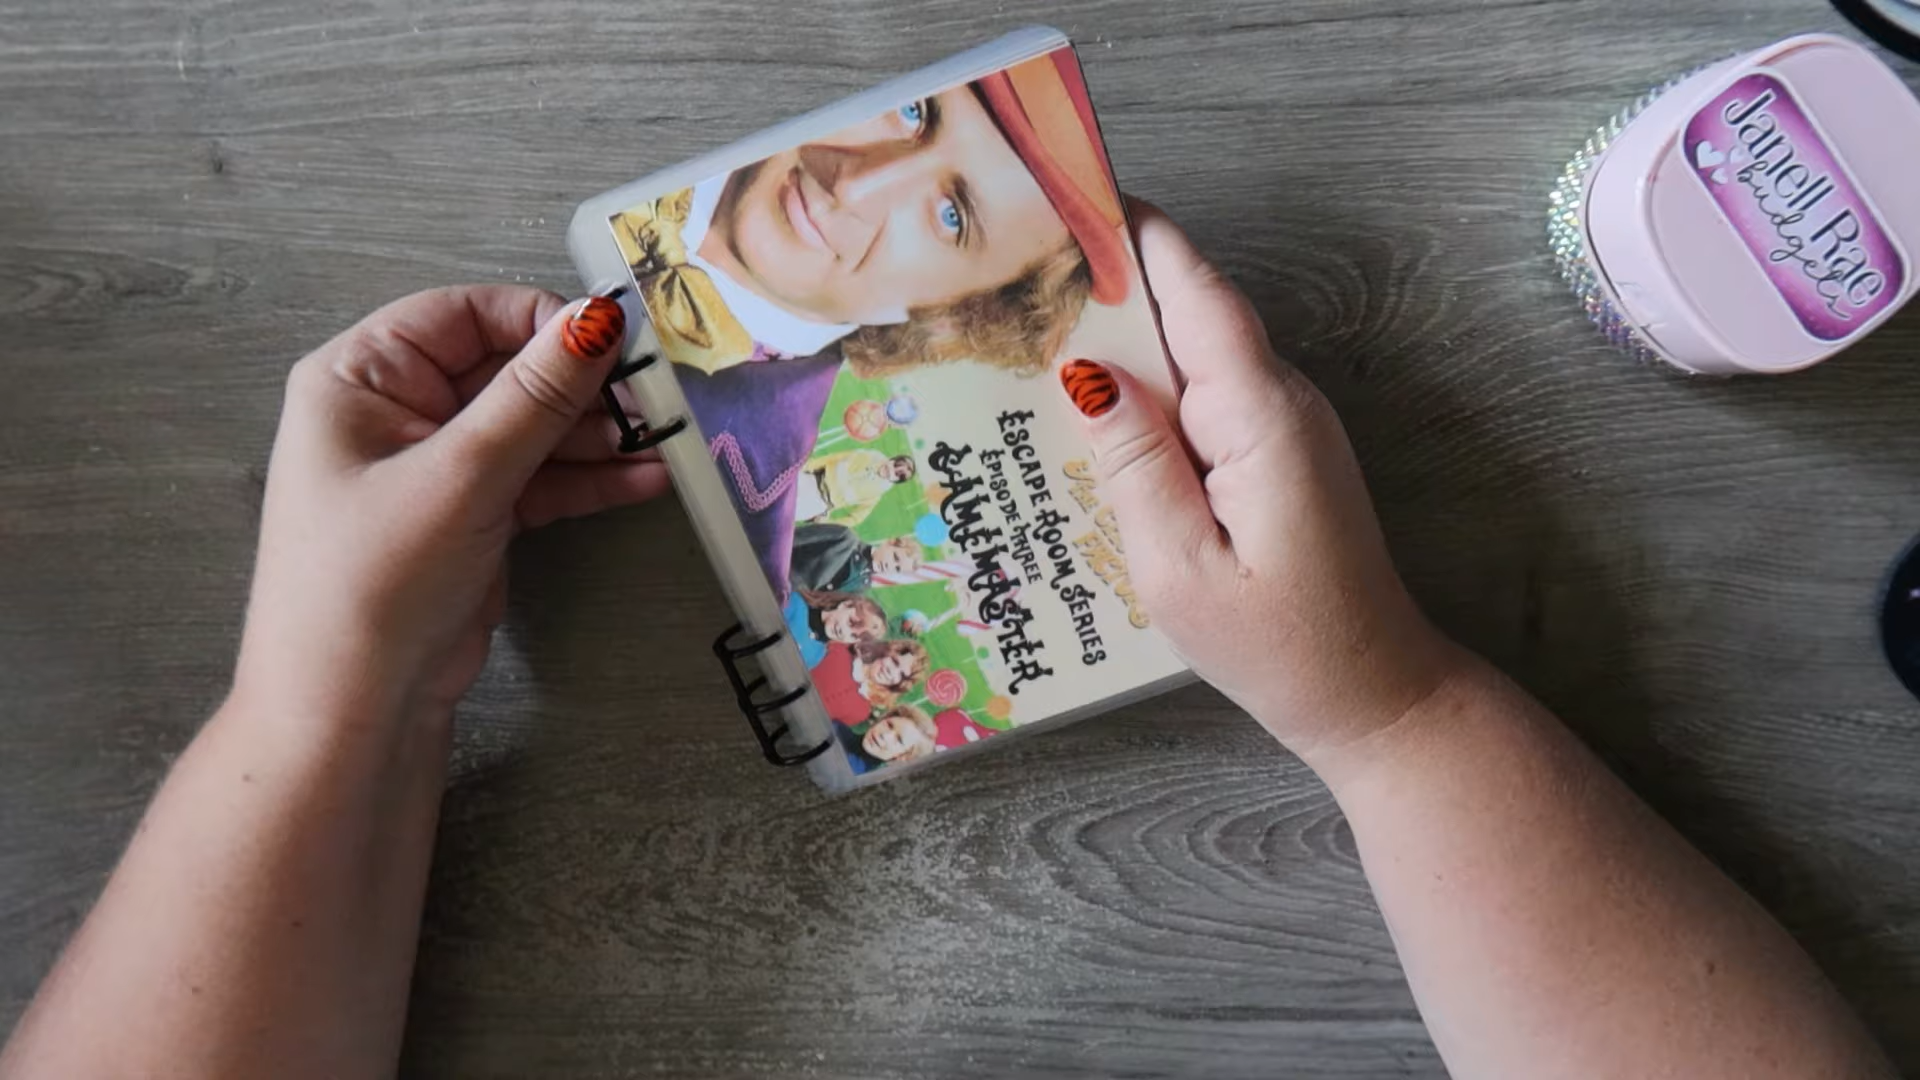 ESCAPE ROOM SERIES
EPISODE THREE
GAMEMASTER
Janell Rae
budgets